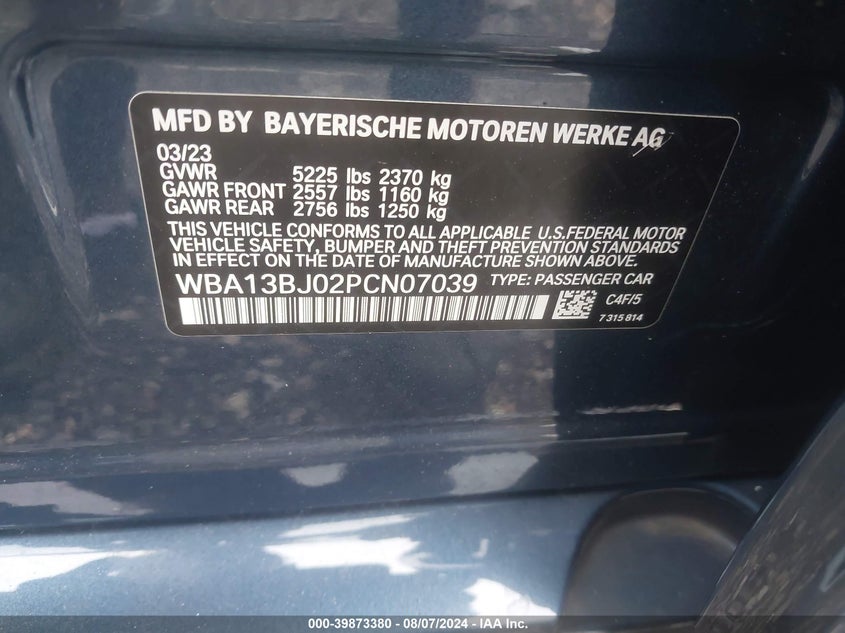 MFD BY BAYERISCHE MOTOREN WERKE AG
03/23
GVWR 5225 lbs 2370 kg
GAWR FRONT 2557 lbs 1160 kg
GAWR REAR 2756 lbs 1250 kg
THIS VEHICLE CONFORMS TO ALL APPLICABLE U.S.FEDERAL MOTOR
VEHICLE SAFETY, BUMPER AND THEFT PREVENTION STANDARDS
IN EFFECT ON THE DATE OF MANUFACTURE SHOWN ABOVE.
WBA13BJ02PCN07039 TYPE: PASSENGER CAR
C4F/5
7315814
000-39873380 - 08/07/2024 - IAA Inc.